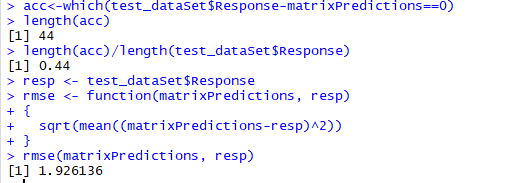 > acc<-which(test_dataSet$Response-matrixPredictions==0)
> length(acc)
[1] 44
> length(acc)/length(test_dataSet$Response)
[1] 0.44
> resp <- test_dataSet$Response
> rmse <- function(matrixPredictions, resp)
+ {
+   sqrt(mean((matrixPredictions-resp)^2))
+ }
> rmse(matrixPredictions, resp)
[1] 1.926136